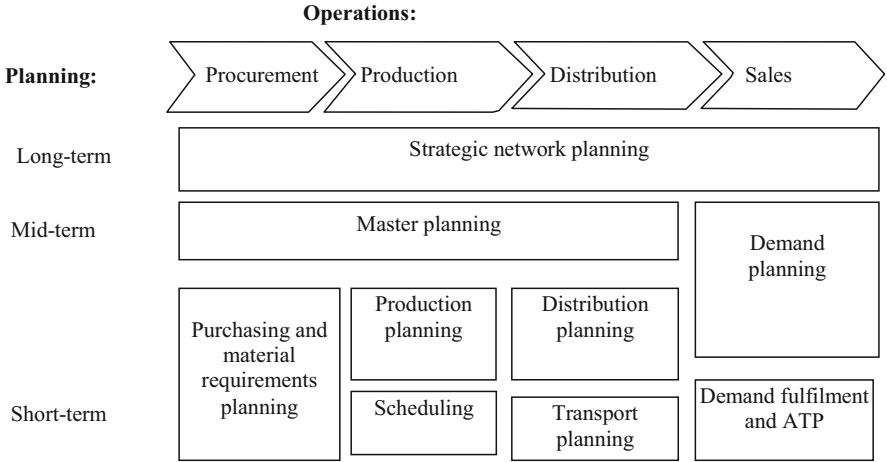 Operations:
Planning:
Procurement
Production
Distribution
Sales
Long-term
Strategic network planning
Mid-term
Master planning
Demand
planning
Production
planning
Distribution
planning
Purchasing and
material
requirements
planning
Short-term
Scheduling
Transport
planning
Demand fulfilment
and ATP